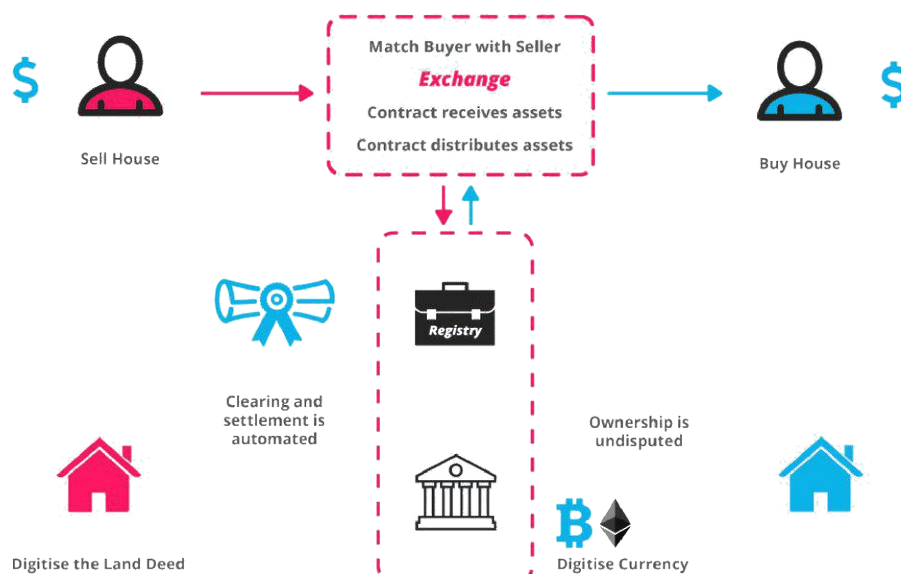 Match Buyer with Seller
Exchange
Contract receives assets
Contract distributes assets
$
$
Sell House
Buy House
Registry
Clearing and
settlement is
automated
Ownership is
undisputed
Digitise the Land Deed
Digitise Currency